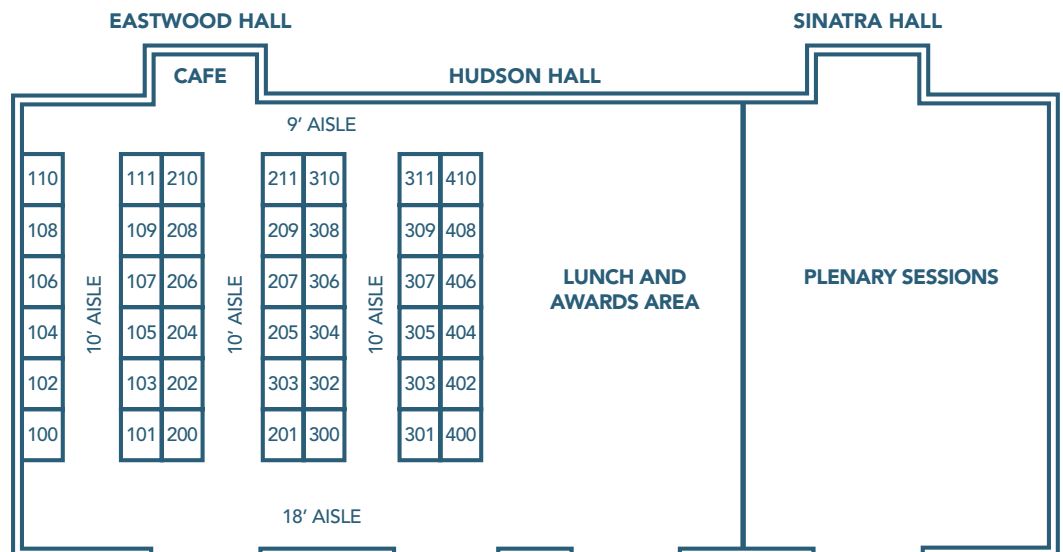 EASTWOOD HALL
SINATRA HALL
CAFE
HUDSON HALL
9’ AISLE
110 111 210 211 310 311 410
108 109 208 209 308 309 408
106 107 206 207 306 307 406
104 105 204 205 304 305 404
102 103 202 303 302 303 402
100 101 200 201 300 301 400
10’ AISLE
10’ AISLE
10’ AISLE
LUNCH AND
AWARDS AREA
PLENARY SESSIONS
18’ AISLE